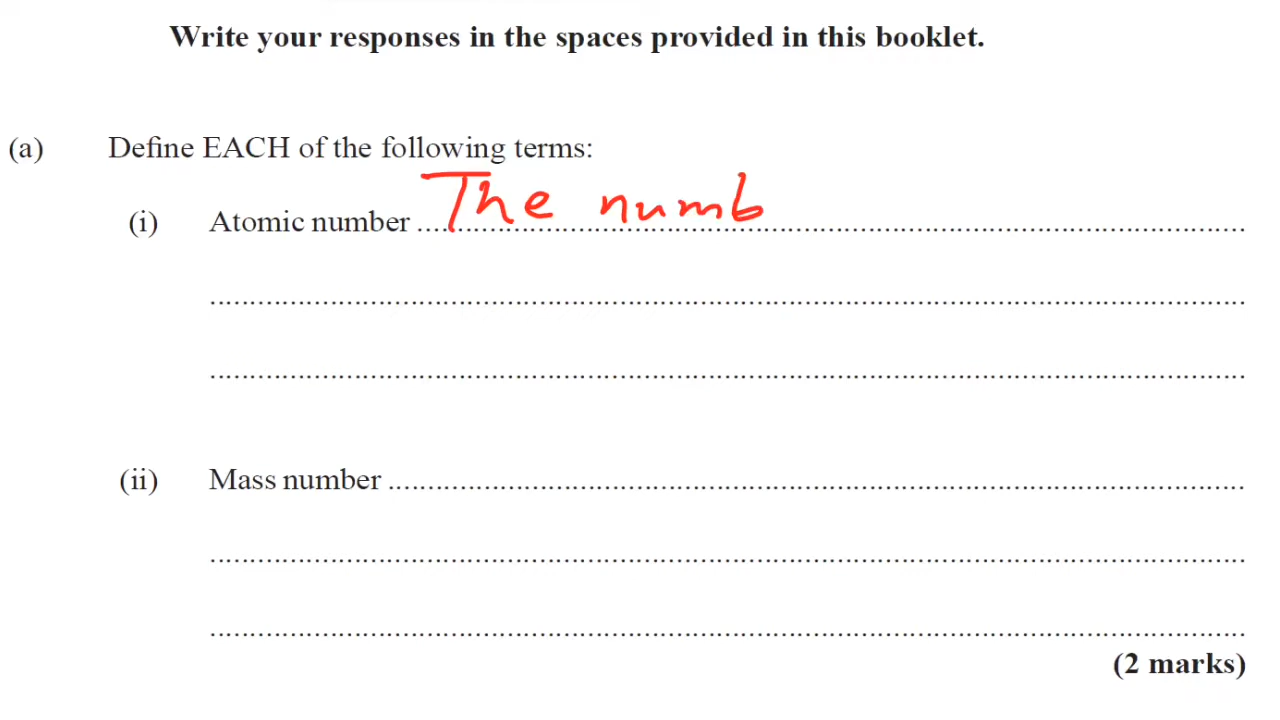 Write your responses in the spaces provided in this booklet.
(a) Define EACH of the following terms:
(i) Atomic number The numb
(ii) Mass number
(2 marks)